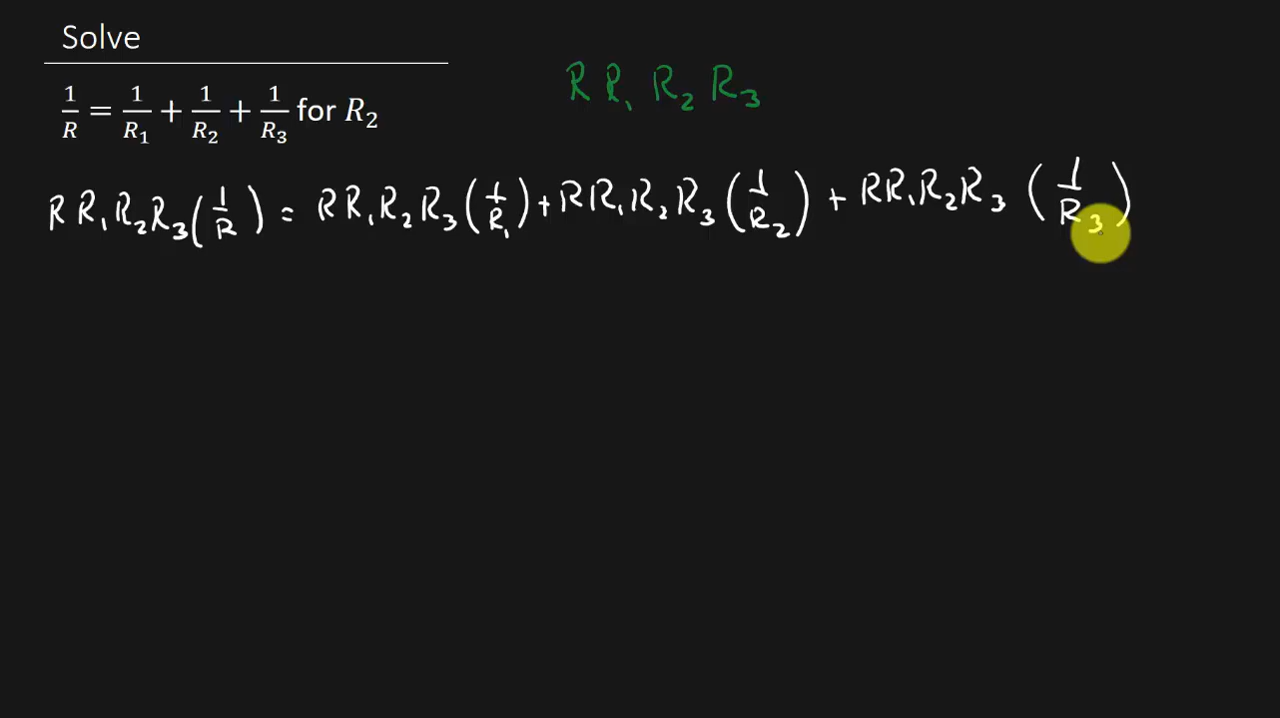 Solve
R R₁ R₂ R₃
1/R = 1/R₁ + 1/R₂ + 1/R₃ for R₂
R R₁ R₂ R₃ (1/R) = R R₁ R₂ R₃ (1/R₁) + R R₁ R₂ R₃ (1/R₂) + R R₁ R₂ R₃ (1/R₃)